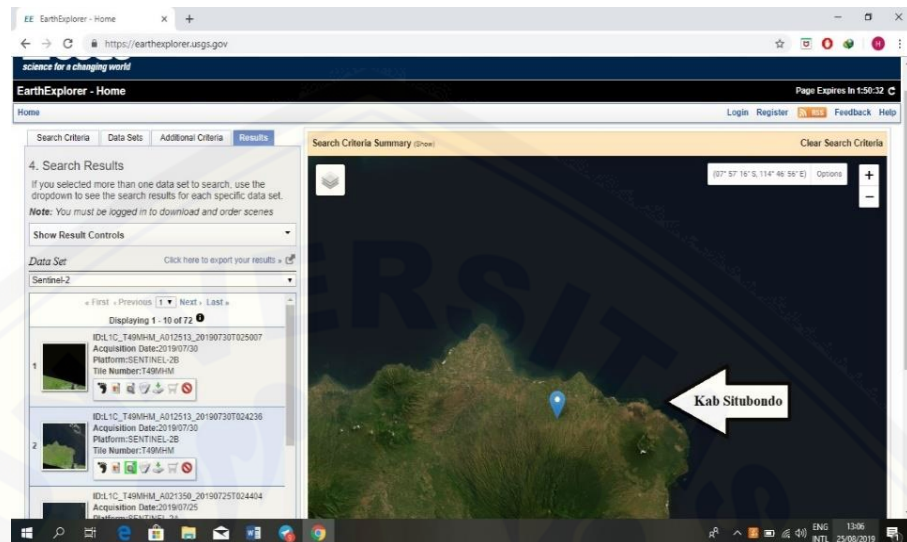 EE EarthExplorer - Home
https://earthexplorer.usgs.gov
science for a changing world
EarthExplorer - Home
Page Expires In 1:50:32
Home
Login Register RSS Feedback Help
Search Criteria Data Sets Additional Criteria Results
Search Criteria Summary (Show)
Clear Search Criteria
4. Search Results
If you selected more than one data set to search, use the
dropdown to see the search results for each specific data set.
Note: You must be logged in to download and order scenes
Show Result Controls
Data Set
Click here to export your results »
Sentinel-2
« First ‹ Previous 1 Next › Last »
Displaying 1 - 10 of 72
1
ID:L1C_T49MHM_A012513_20190730T025007
Acquisition Date:2019/07/30
Platform:SENTINEL-2B
Tile Number:T49MHM
2
ID:L1C_T49MHM_A012513_20190730T024236
Acquisition Date:2019/07/30
Platform:SENTINEL-2B
Tile Number:T49MHM
ID:L1C_T49MHM_A021350_20190725T024404
Acquisition Date:2019/07/25
Platform:SENTINEL-2A
(07° 57' 16" S, 114° 46' 56" E) Options
+
−
Kab Situbondo
ENG
INTL
13:06
25/08/2019